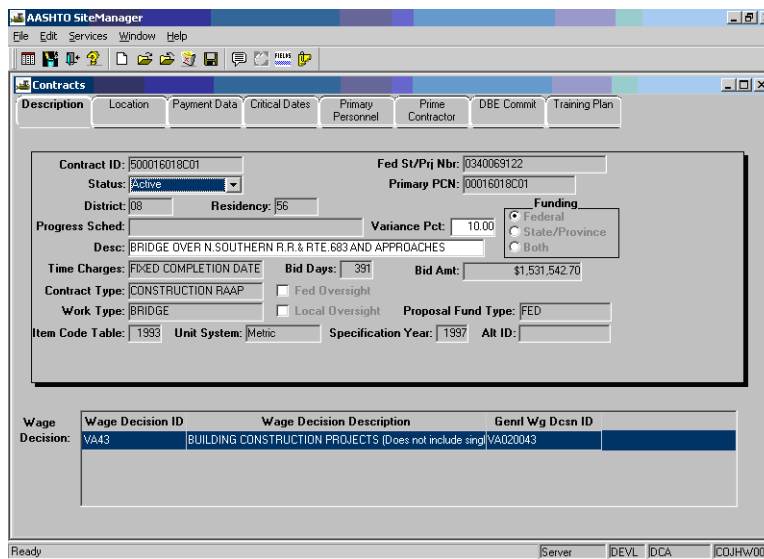 AASHTO SiteManager
File Edit Services Window Help
FIELDS
Contracts
Description Location Payment Data Critical Dates Primary Personnel Prime Contractor DBE Commit Training Plan
Contract ID: 500016018C01 Fed St/Prj Nbr: 0340069122
Status: Active Primary PCN: 00016018C01
District: 08 Residency: 56 Funding
Federal
Progress Sched: Variance Pct: 10.00 State/Province
Desc: BRIDGE OVER N.SOUTHERN R.R.& RTE.683 AND APPROACHES Both
Time Charges: FIXED COMPLETION DATE Bid Days: 391 Bid Amt: $1,531,542.70
Contract Type: CONSTRUCTION RAAP Fed Oversight
Work Type: BRIDGE Local Oversight Proposal Fund Type: FED
Item Code Table: 1993 Unit System: Metric Specification Year: 1997 Alt ID:
Wage Decision: Wage Decision ID Wage Decision Description Genrl Wg Dcsn ID
VA43 BUILDING CONSTRUCTION PROJECTS (Does not include singl VA020043
Ready Server DEVL DCA COJHW00